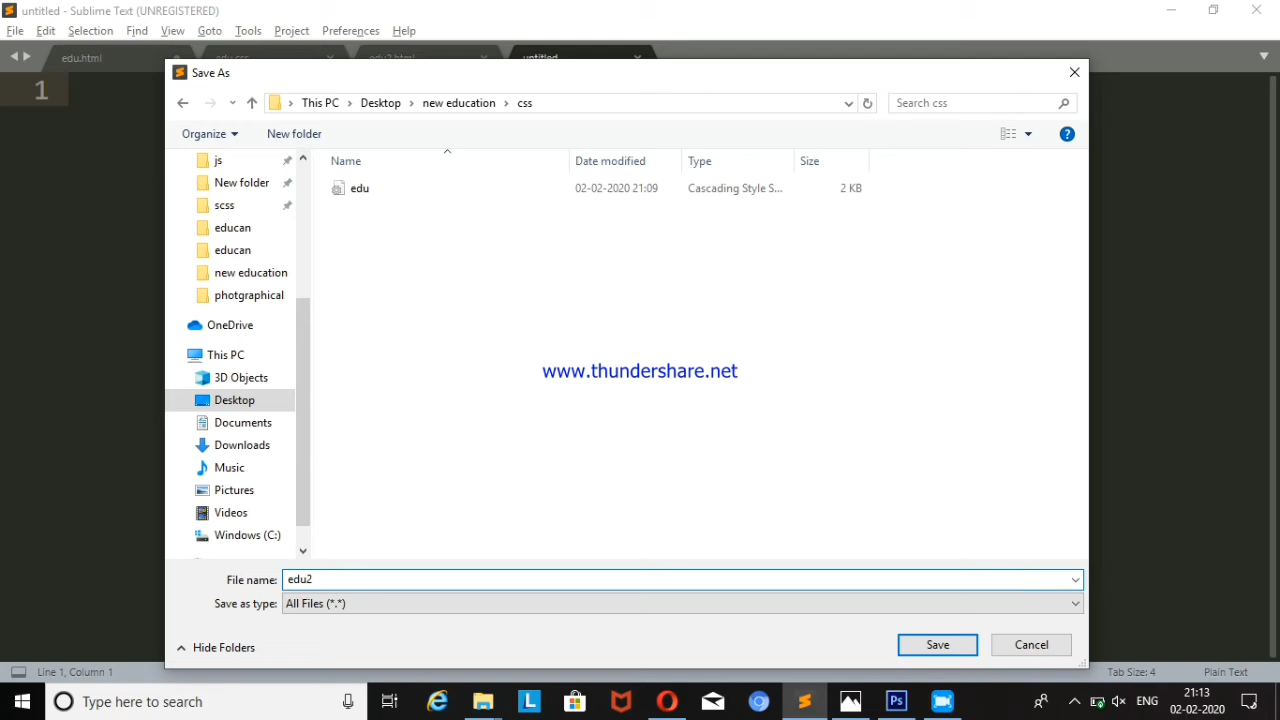 untitled - Sublime Text (UNREGISTERED)
File Edit Selection Find View Goto Tools Project Preferences Help
edu.html edu.css edu2.html untitled
1
Save As
This PC Desktop new education css
Search css
Organize New folder
Name Date modified Type Size
js
edu 02-02-2020 21:09 Cascading Style S... 2 KB
New folder
scss
educan
educan
new education
photgraphical
OneDrive
This PC
3D Objects
Desktop
Documents
Downloads
Music
Pictures
Videos
Windows (C:)
www.thundershare.net
File name: edu2
Save as type: All Files (*.*)
Hide Folders
Save Cancel
Line 1, Column 1 Tab Size: 4 Plain Text
Type here to search
ENG
21:13
02-02-2020